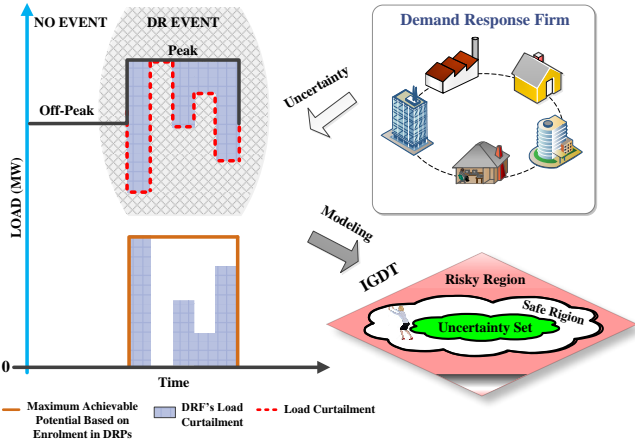 NO EVENT
DR EVENT
Peak
Off-Peak
LOAD (MW)
0
Time
Maximum Achievable
Potential Based on
Enrolment in DRPs
DRF's Load
Curtailment
Load Curtailment
Demand Response Firm
Uncertainty
Modeling
IGDT
Risky Region
Safe Rigion
Uncertainty Set